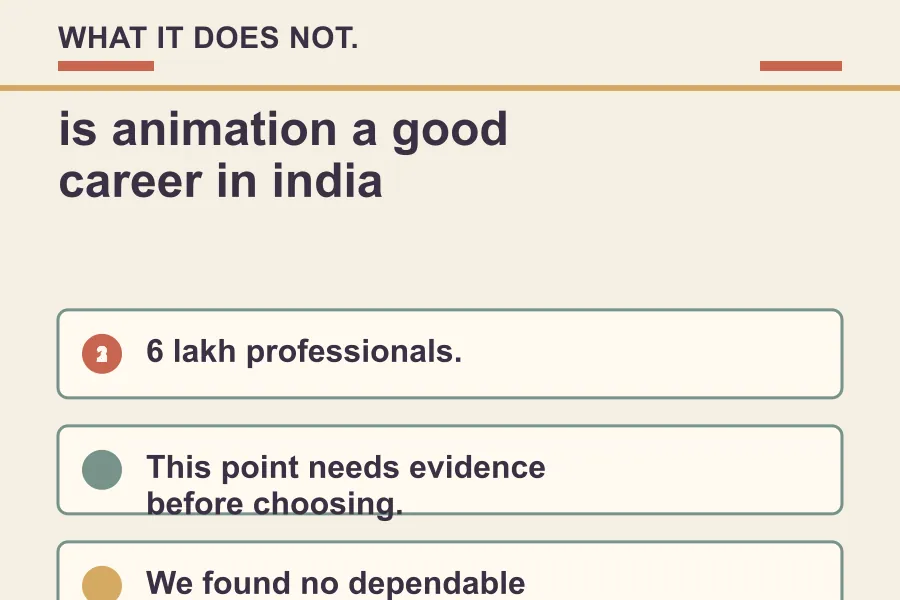 WHAT IT DOES NOT.
is animation a good
career in india
6 lakh professionals.
This point needs evidence
before choosing.
We found no dependable